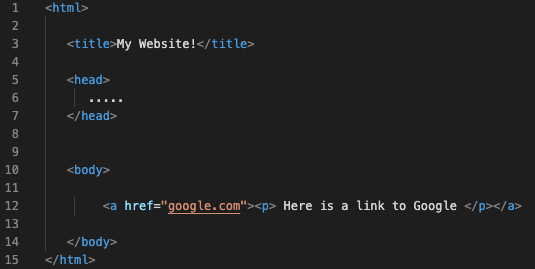 1 <html>
2
3 <title>My Website!</title>
4
5 <head>
6 .....
7 </head>
8
9
10 <body>
11
12 <a href="google.com"><p> Here is a link to Google </p></a>
13
14 </body>
15 </html>